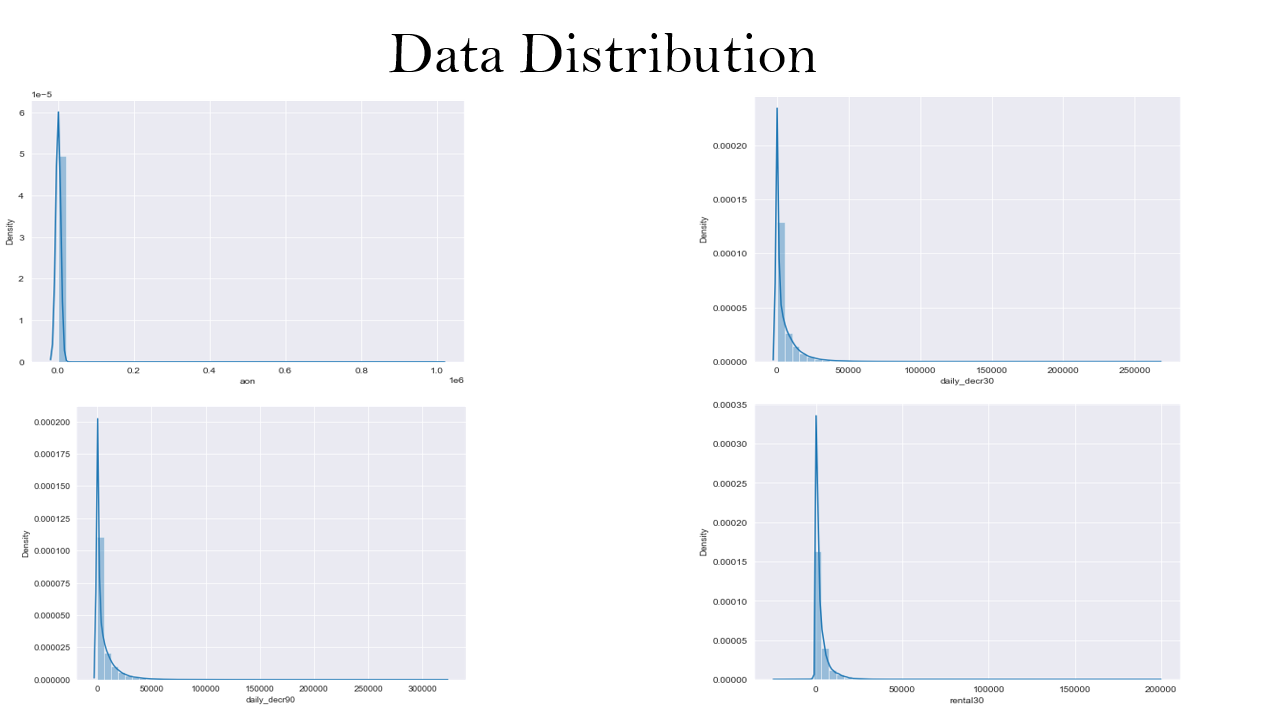 Data Distribution
1e−5
6
5
4
3
2
1
0
Density
0.0 0.2 0.4 0.6 0.8 1.0
aon
1e6
0.00020
0.00015
0.00010
0.00005
0.00000
Density
0 50000 100000 150000 200000 250000
daily_decr30
0.000200
0.000175
0.000150
0.000125
0.000100
0.000075
0.000050
0.000025
0.000000
Density
0 50000 100000 150000 200000 250000 300000
daily_decr90
0.00035
0.00030
0.00025
0.00020
0.00015
0.00010
0.00005
0.00000
Density
0 50000 100000 150000 200000
rental30